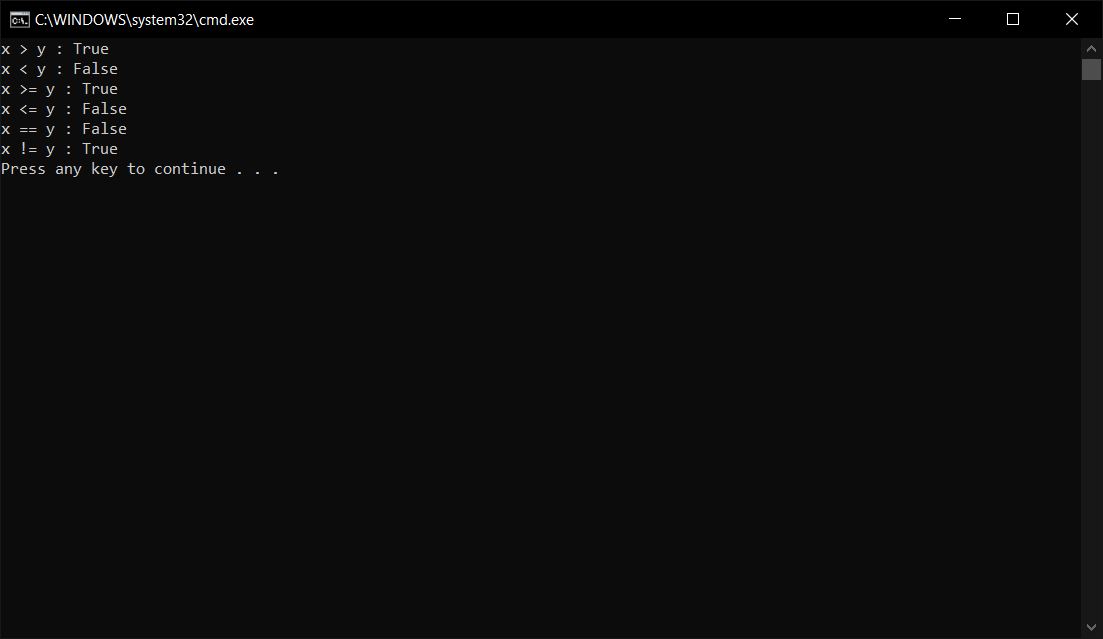 C:\WINDOWS\system32\cmd.exe
x > y : True
x < y : False
x >= y : True
x <= y : False
x == y : False
x != y : True
Press any key to continue . . .